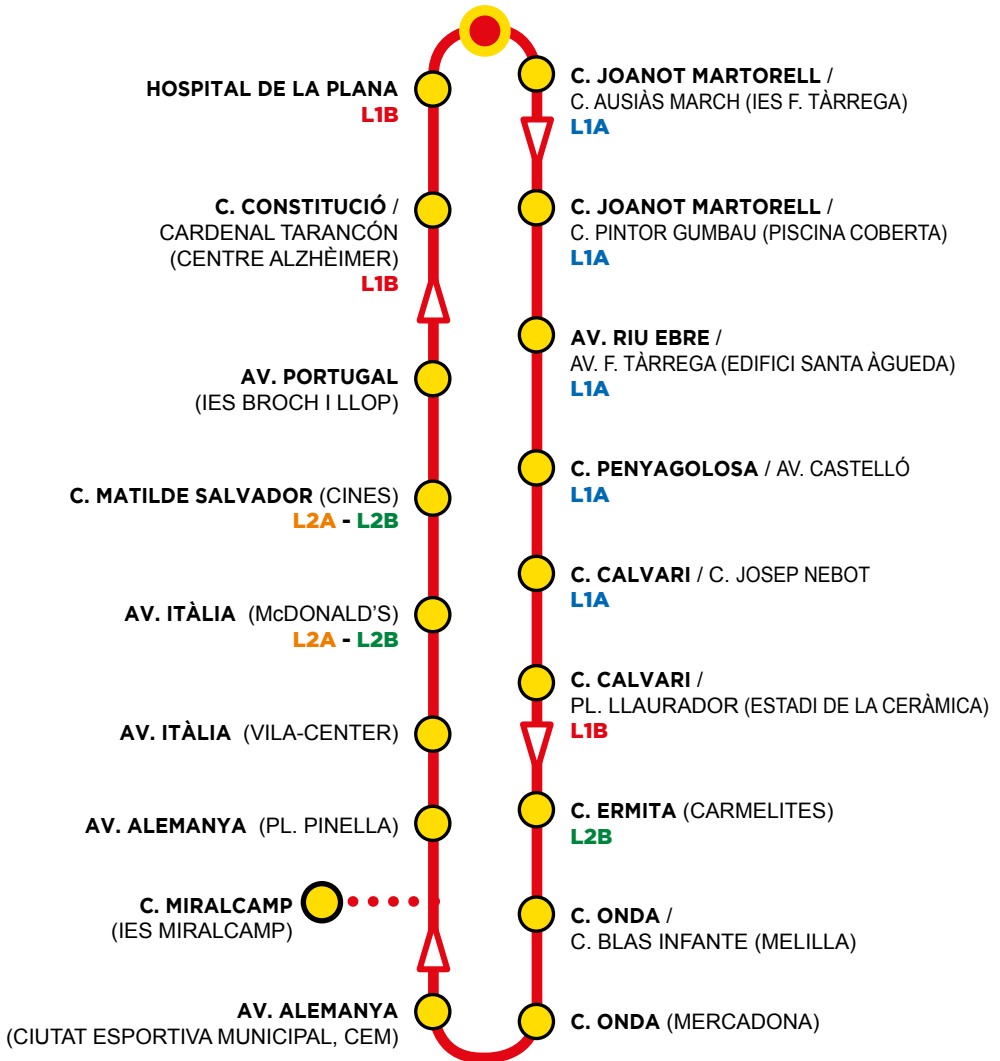 HOSPITAL DE LA PLANA
L1B
C. CONSTITUCIÓ /
CARDENAL TARANCÓN
(CENTRE ALZHÈIMER)
L1B
AV. PORTUGAL
(IES BROCH I LLOP)
C. MATILDE SALVADOR (CINES)
L2A - L2B
AV. ITÀLIA (McDONALD'S)
L2A - L2B
AV. ITÀLIA (VILA-CENTER)
AV. ALEMANYA (PL. PINELLA)
C. MIRALCAMP
(IES MIRALCAMP)
AV. ALEMANYA
(CIUTAT ESPORTIVA MUNICIPAL, CEM)
C. JOANOT MARTORELL /
C. AUSIÀS MARCH (IES F. TÀRREGA)
L1A
C. JOANOT MARTORELL /
C. PINTOR GUMBAU (PISCINA COBERTA)
L1A
AV. RIU EBRE /
AV. F. TÀRREGA (EDIFICI SANTA ÀGUEDA)
L1A
C. PENYAGOLOSA / AV. CASTELLÓ
L1A
C. CALVARI / C. JOSEP NEBOT
L1A
C. CALVARI /
PL. LLAURADOR (ESTADI DE LA CERÀMICA)
L1B
C. ERMITA (CARMELITES)
L2B
C. ONDA /
C. BLAS INFANTE (MELILLA)
C. ONDA (MERCADONA)